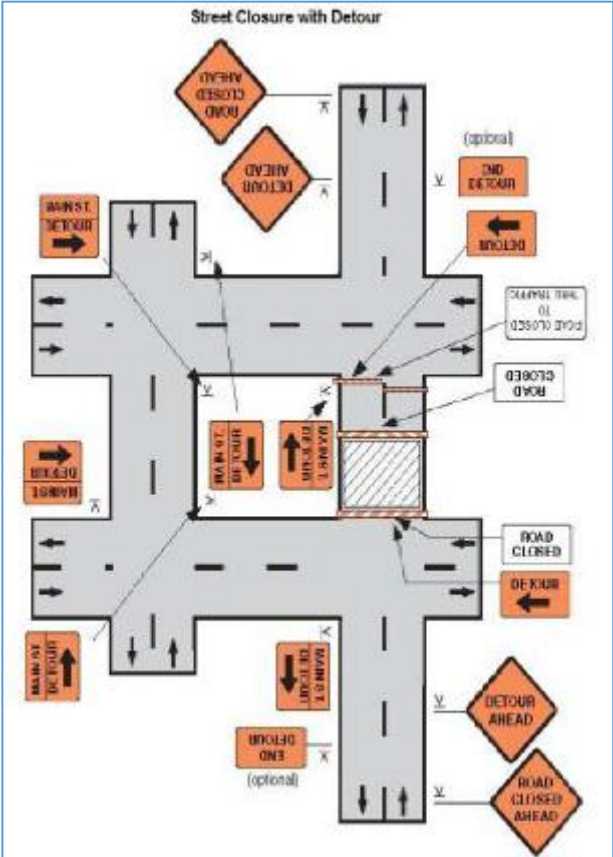 Street Closure with Detour
ROAD
CLOSED
AHEAD
DETOUR
AHEAD
(optional)
END
DETOUR
MAIN ST.
DETOUR
DETOUR
ROAD CLOSED
TO
THRU TRAFFIC
ROAD
CLOSED
MAIN ST.
DETOUR
MAIN ST.
DETOUR
MAIN ST.
DETOUR
ROAD
CLOSED
DETOUR
MAIN ST
DETOUR
MAIN ST.
DETOUR
DETOUR
AHEAD
END
DETOUR
(optional)
ROAD
CLOSED
AHEAD